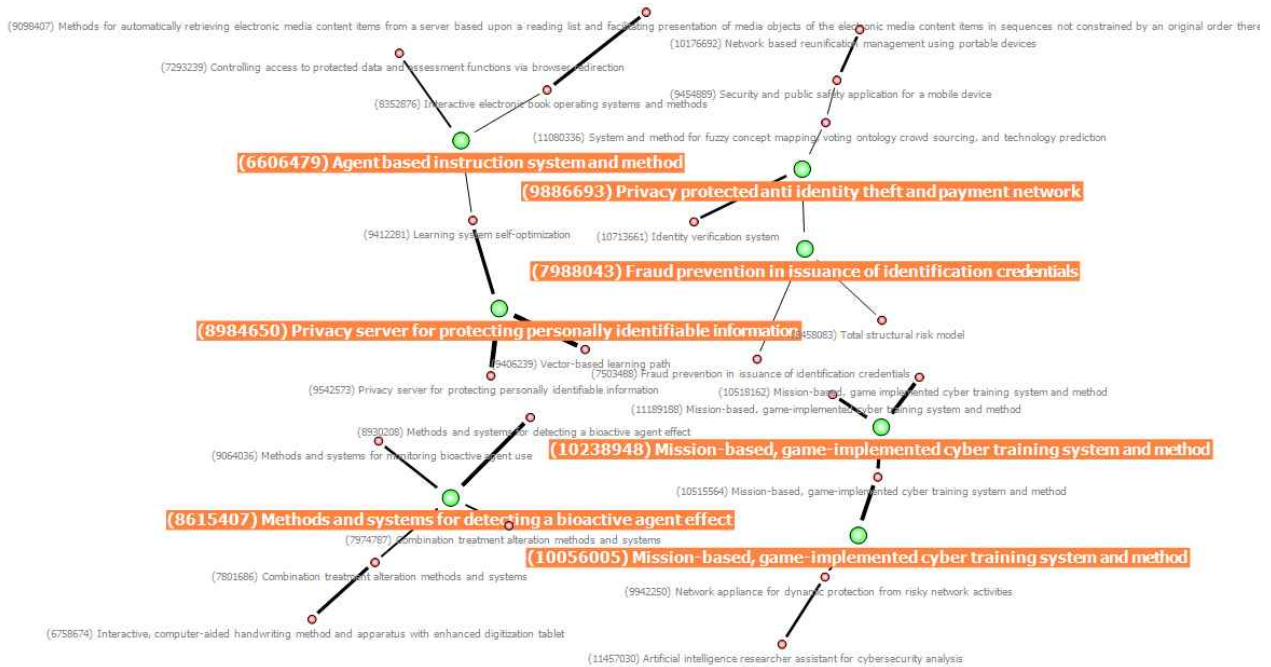 (9098407) Methods for automatically retrieving electronic media content items from a server based upon a reading list and facilitating presentation of media objects of the electronic media content items in sequences not constrained by an original order there
(10176692) Network based reunification management using portable devices
(7293239) Controlling access to protected data and assessment functions via browser redirection
(9454889) Security and public safety application for a mobile device
(8352876) Interactive electronic book operating systems and methods
(11080336) System and method for fuzzy concept mapping, voting ontology crowd sourcing, and technology prediction
(6606479) Agent based instruction system and method
(9886693) Privacy protected anti identity theft and payment network
(9412281) Learning system self-optimization
(10713661) Identity verification system
(7988043) Fraud prevention in issuance of identification credentials
(8984650) Privacy server for protecting personally identifiable information
458083) Total structural risk model
(9406239) Vector-based learning path
(7503488) Fraud prevention in issuance of identification credentials
(9542573) Privacy server for protecting personally identifiable information
(10518162) Mission-based, game implemented cyber training system and method
(11189188) Mission-based, game-implemented cyber training system and method
(8930208) Methods and systems for detecting a bioactive agent effect
(10238948) Mission-based, game-implemented cyber training system and method
(9064036) Methods and systems for monitoring bioactive agent use
(10515564) Mission-based, game-implemented cyber training system and method
(8615407) Methods and systems for detecting a bioactive agent effect
(7974787) Combination treatment alteration methods and systems
(10056005) Mission-based, game-implemented cyber training system and method
(7801686) Combination treatment alteration methods and systems
(9942250) Network appliance for dynamic protection from risky network activities
(6758674) Interactive, computer-aided handwriting method and apparatus with enhanced digitization tablet
(11457030) Artificial intelligence researcher assistant for cybersecurity analysis